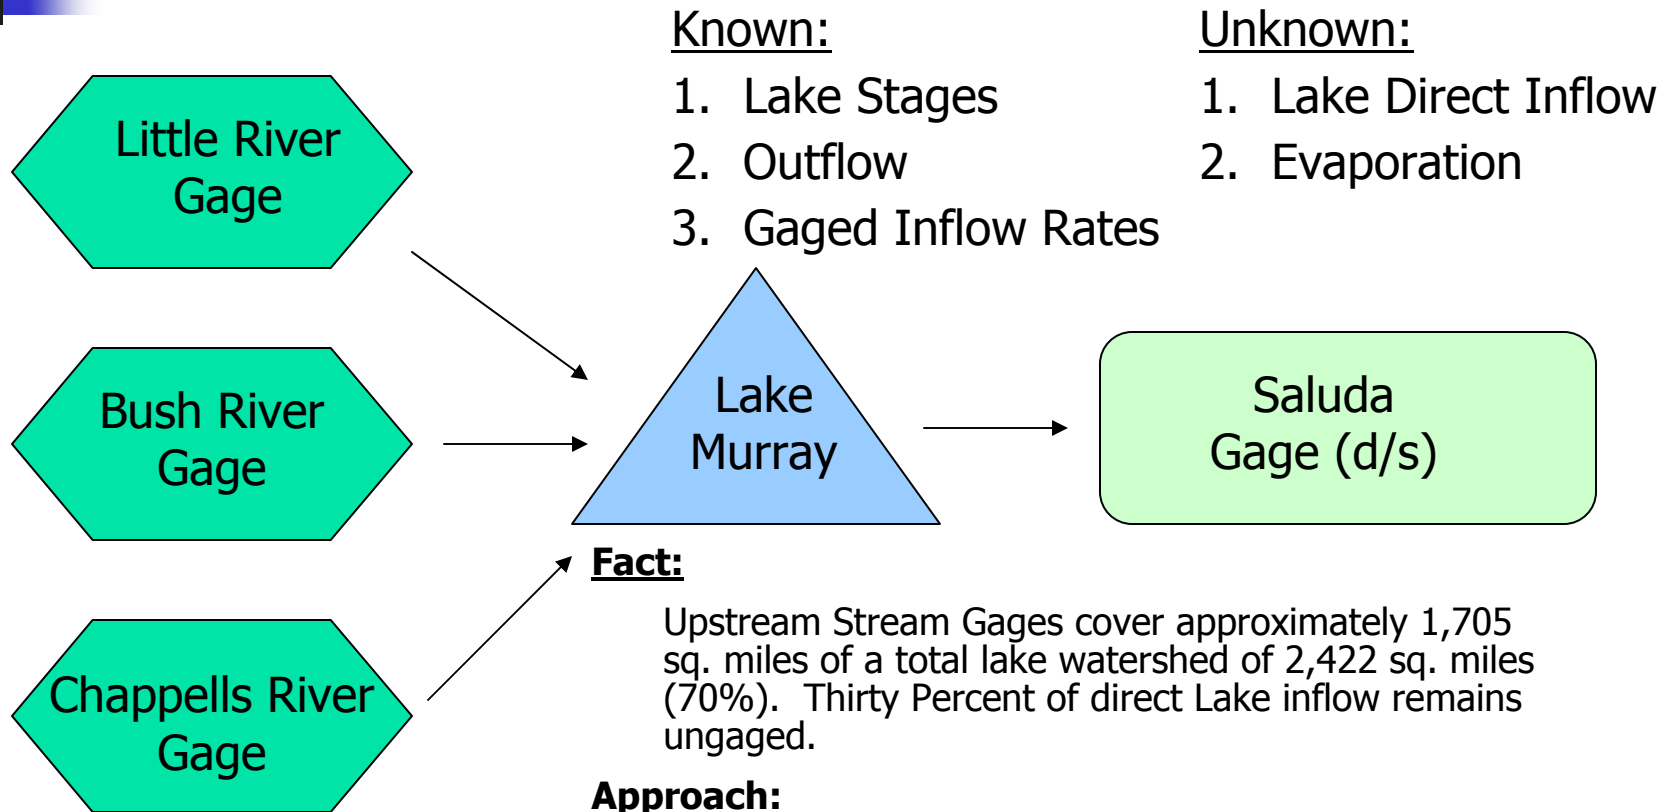 Known:
1. Lake Stages
2. Outflow
3. Gaged Inflow Rates
Unknown:
1. Lake Direct Inflow
2. Evaporation
Little River
Gage
Bush River
Gage
Chappells River
Gage
Lake
Murray
Saluda
Gage (d/s)
Fact:
Upstream Stream Gages cover approximately 1,705
sq. miles of a total lake watershed of 2,422 sq. miles
(70%). Thirty Percent of direct Lake inflow remains
ungaged.
Approach: